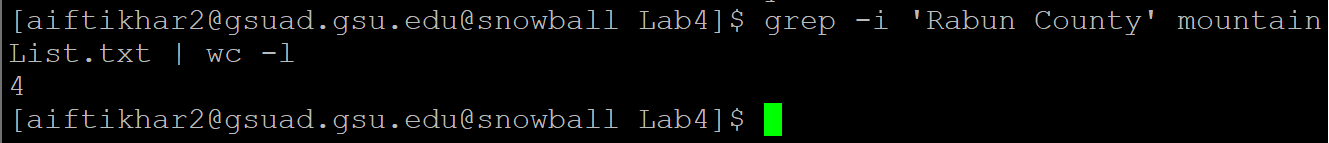 [aiftikhar2@gsuad.gsu.edu@snowball Lab4]$ grep -i 'Rabun County' mountain
List.txt | wc -l
4
[aiftikhar2@gsuad.gsu.edu@snowball Lab4]$